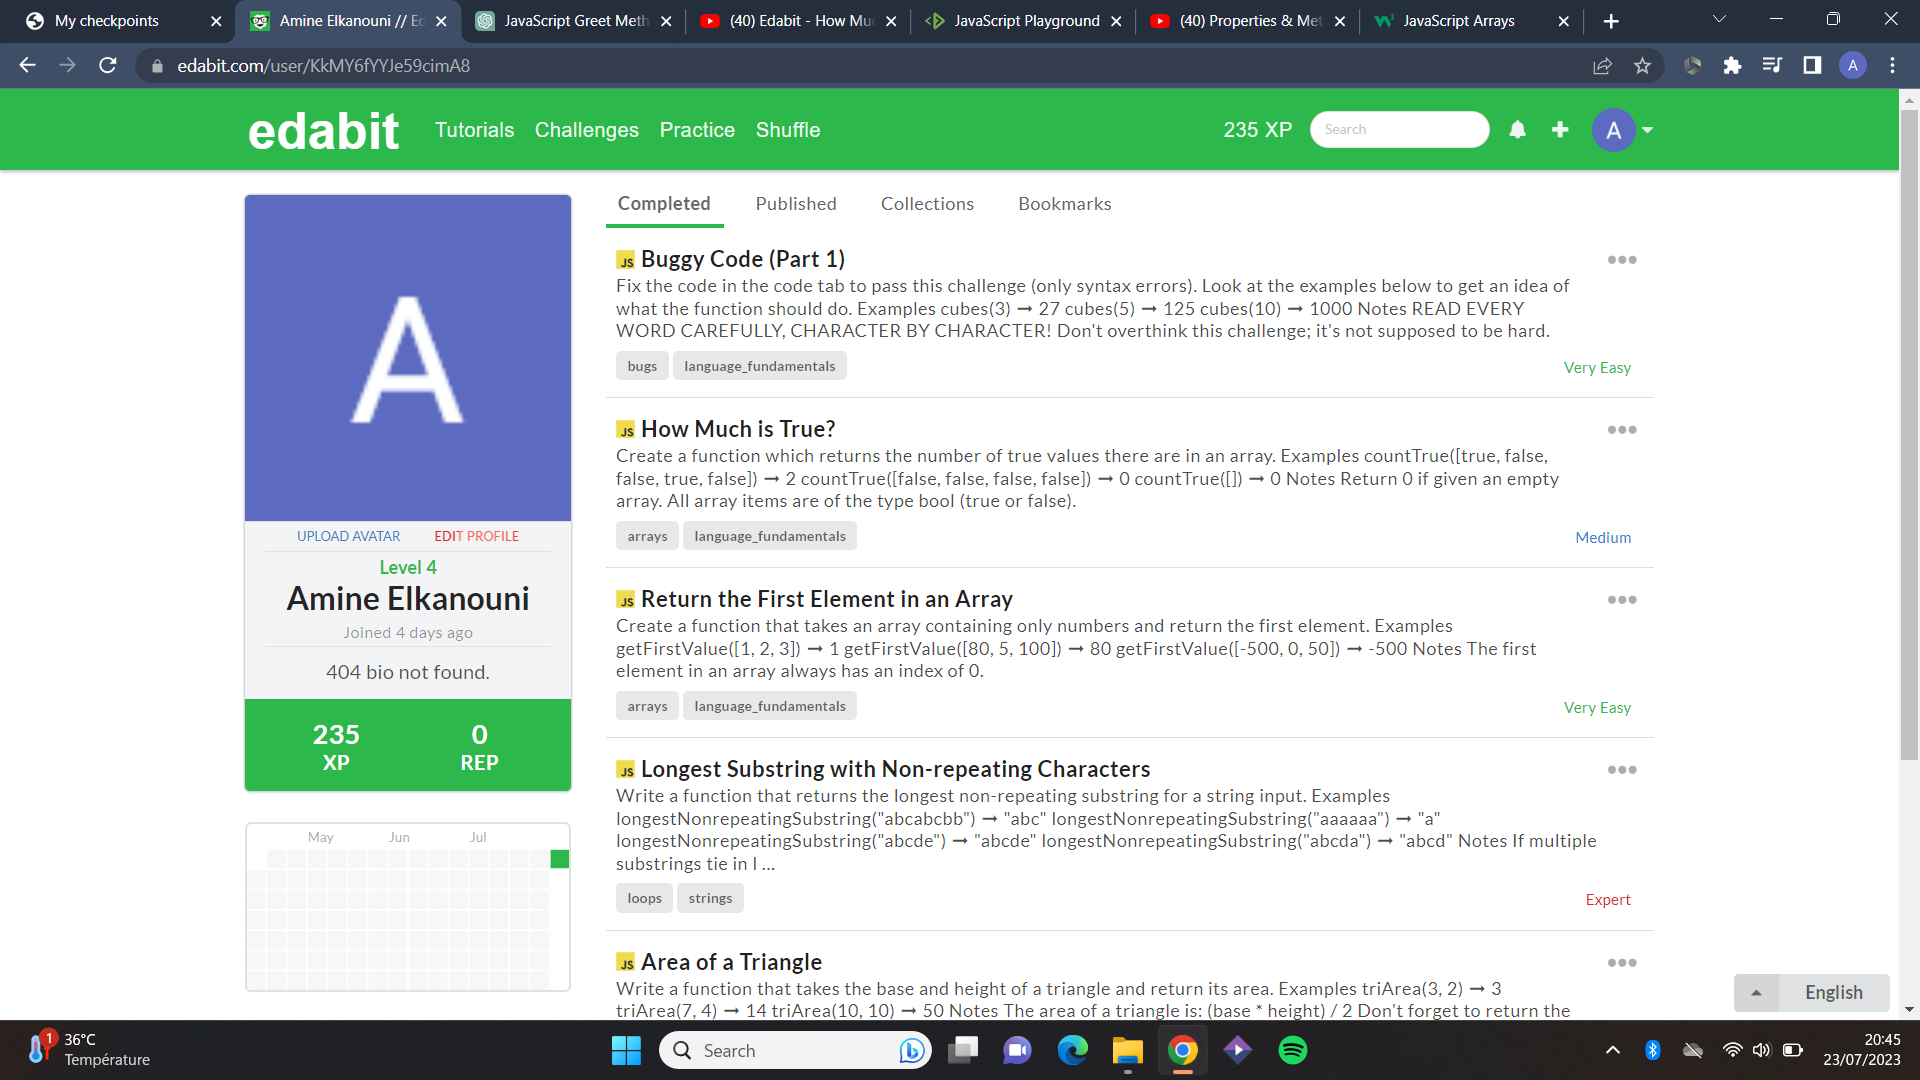 My checkpoints
Amine Elkanouni // Ed
JavaScript Greet Meth
(40) Edabit - How Muc
JavaScript Playground
(40) Properties & Met
JavaScript Arrays
edabit.com/user/KkMY6fYYJe59cimA8
A
edabit
Tutorials
Challenges
Practice
Shuffle
235 XP
Search
A
A
UPLOAD AVATAR
EDIT PROFILE
Level 4
Amine Elkanouni
Joined 4 days ago
404 bio not found.
235
XP
0
REP
May
Jun
Jul
Completed
Published
Collections
Bookmarks
JS Buggy Code (Part 1)
Fix the code in the code tab to pass this challenge (only syntax errors). Look at the examples below to get an idea of
what the function should do. Examples cubes(3) ➞ 27 cubes(5) ➞ 125 cubes(10) ➞ 1000 Notes READ EVERY
WORD CAREFULLY, CHARACTER BY CHARACTER! Don't overthink this challenge; it's not supposed to be hard.
bugs
language_fundamentals
Very Easy
JS How Much is True?
Create a function which returns the number of true values there are in an array. Examples countTrue([true, false,
false, true, false]) ➞ 2 countTrue([false, false, false, false]) ➞ 0 countTrue([]) ➞ 0 Notes Return 0 if given an empty
array. All array items are of the type bool (true or false).
arrays
language_fundamentals
Medium
JS Return the First Element in an Array
Create a function that takes an array containing only numbers and return the first element. Examples
getFirstValue([1, 2, 3]) ➞ 1 getFirstValue([80, 5, 100]) ➞ 80 getFirstValue([-500, 0, 50]) ➞ -500 Notes The first
element in an array always has an index of 0.
arrays
language_fundamentals
Very Easy
JS Longest Substring with Non-repeating Characters
Write a function that returns the longest non-repeating substring for a string input. Examples
longestNonrepeatingSubstring("abcabcbb") ➞ "abc" longestNonrepeatingSubstring("aaaaaa") ➞ "a"
longestNonrepeatingSubstring("abcde") ➞ "abcde" longestNonrepeatingSubstring("abcda") ➞ "abcd" Notes If multiple
substrings tie in l ...
loops
strings
Expert
JS Area of a Triangle
Write a function that takes the base and height of a triangle and return its area. Examples triArea(3, 2) ➞ 3
triArea(7, 4) ➞ 14 triArea(10, 10) ➞ 50 Notes The area of a triangle is: (base * height) / 2 Don't forget to return the
English
1
36°C
Température
Search
20:45
23/07/2023